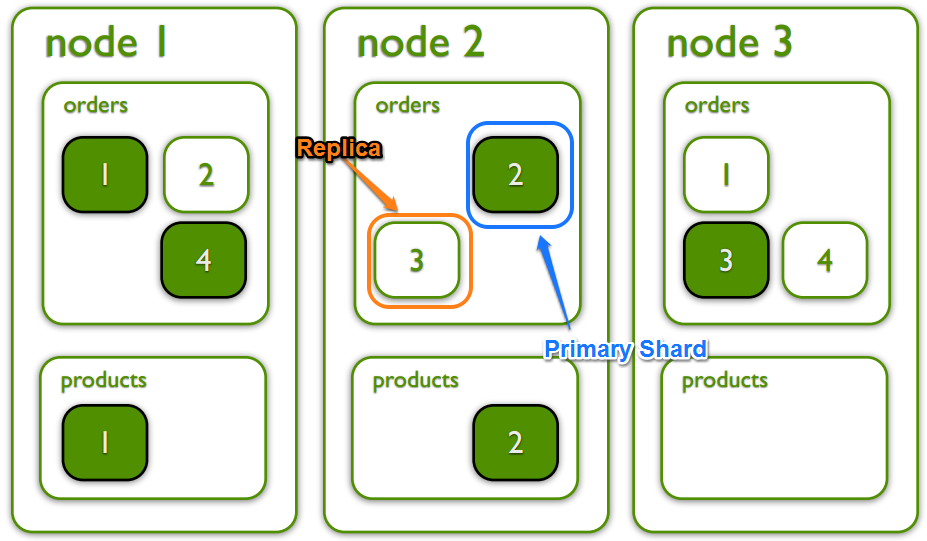 node 1
orders
1
2
4
products
1
node 2
orders
Replica
2
3
Primary Shard
products
2
node 3
orders
1
3
4
products